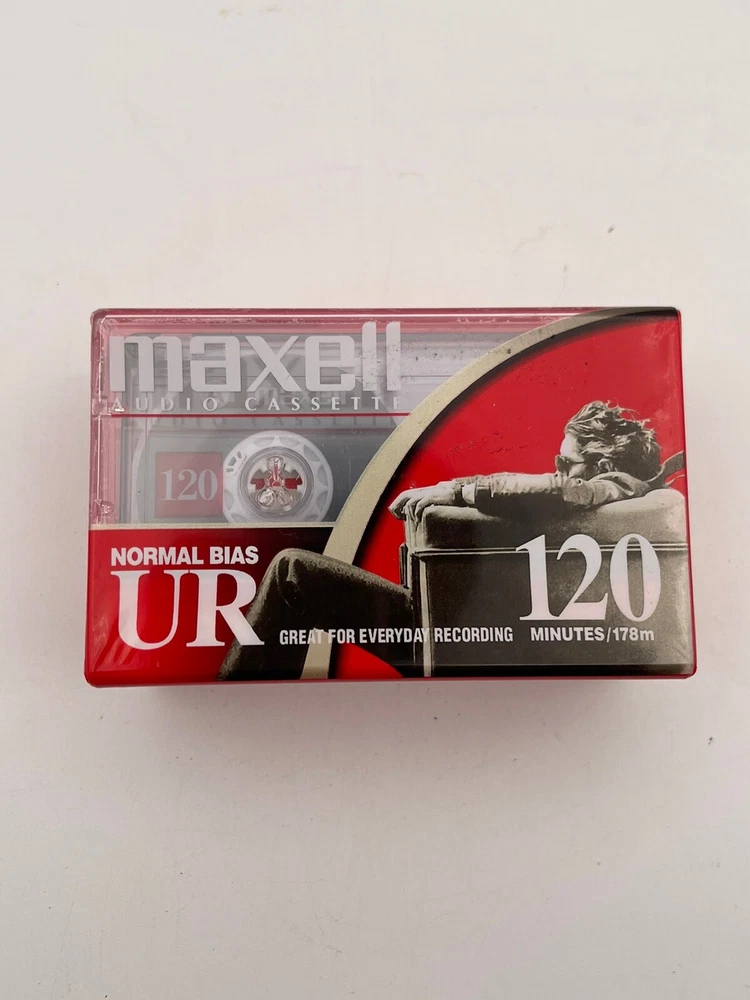 maxell
AUDIO CASSETTE
120
NORMAL BIAS
UR
GREAT FOR EVERYDAY RECORDING
120
MINUTES/178m